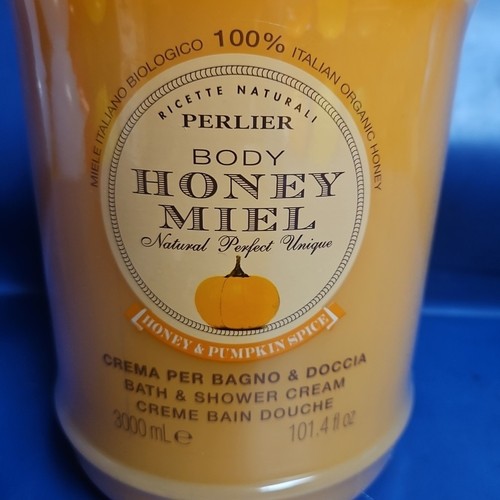 MIELE ITALIANO BIOLOGICO 100% ITALIAN ORGANIC HONEY
RICETTE NATURALI
PERLIER
BODY
HONEY
MIEL
Natural Perfect Unique
HONEY & PUMPKIN SPICE
CREMA PER BAGNO & DOCCIA
BATH & SHOWER CREAM
CREME BAIN DOUCHE
3000 mL ℮ 101.4 fl oz